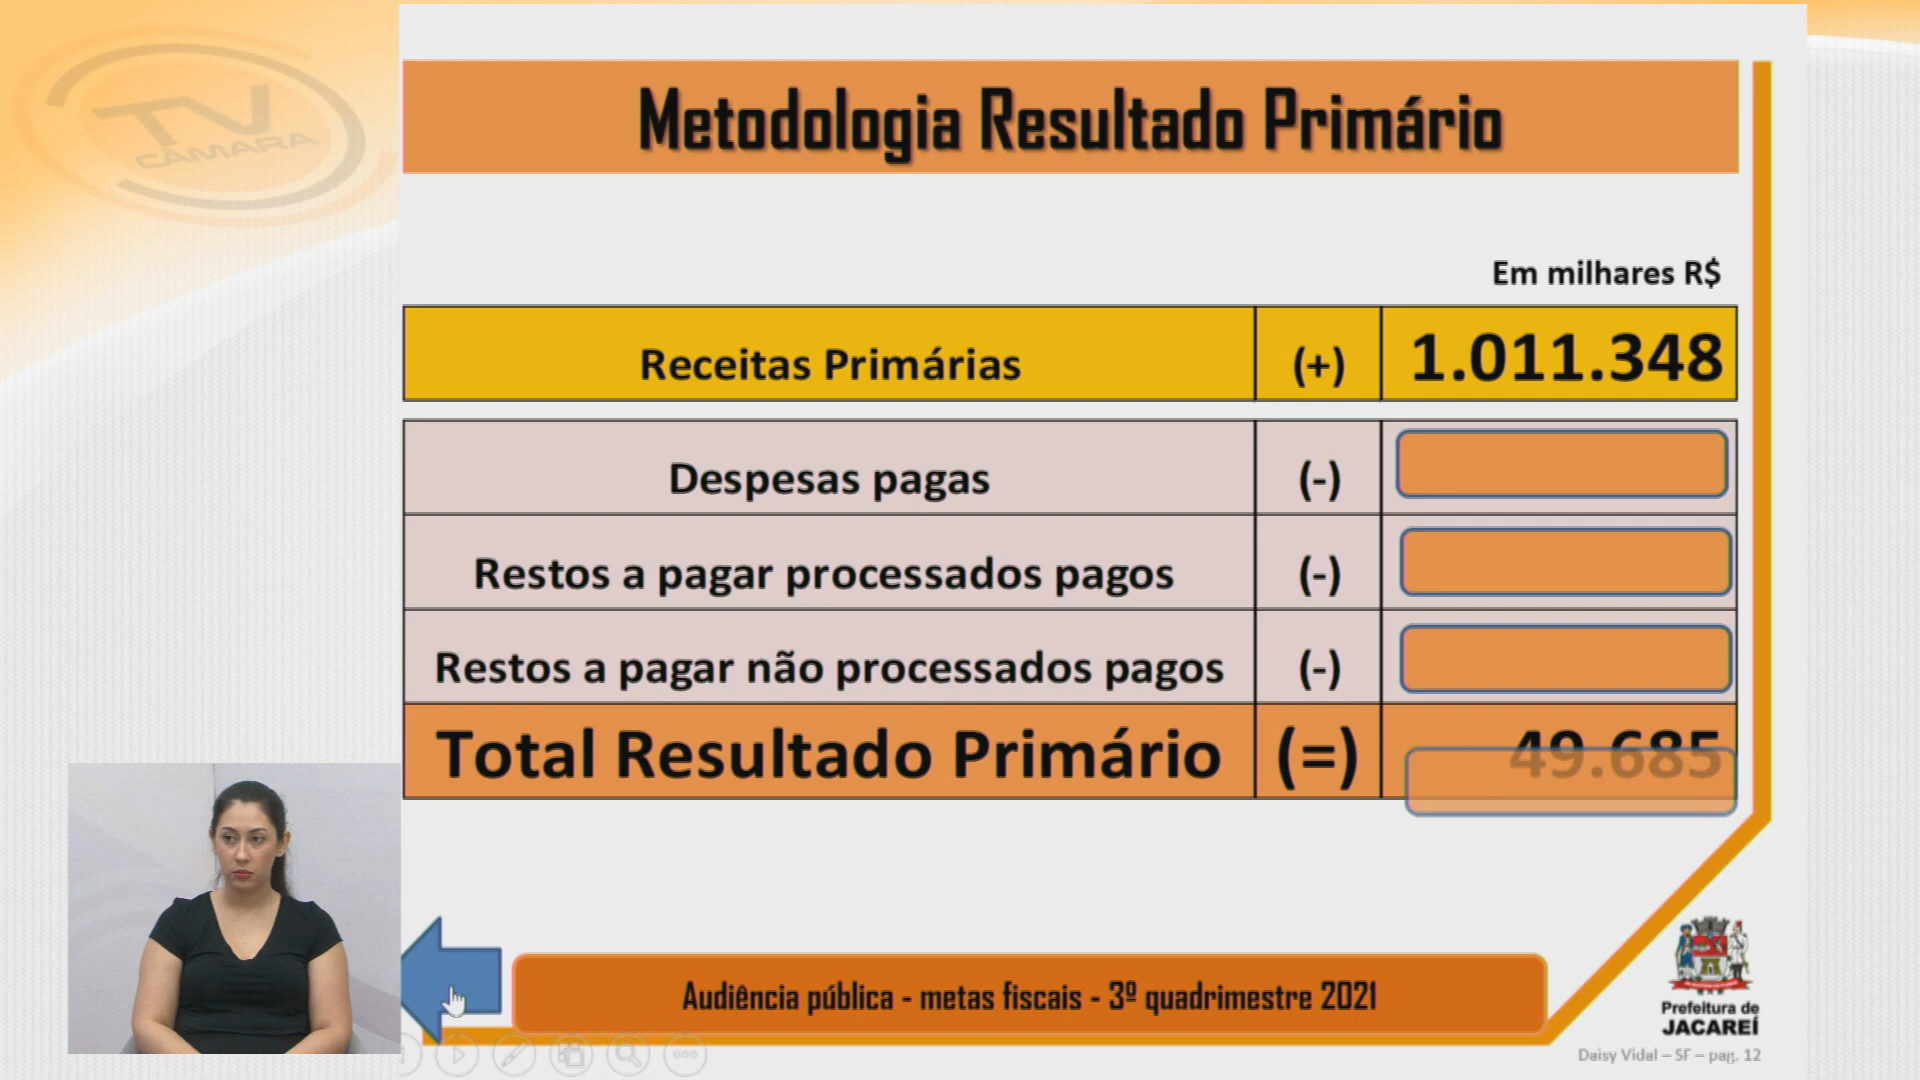 TV
CÂMARA
Metodologia Resultado Primário
Em milhares R$
Receitas Primárias (+) 1.011.348
Despesas pagas (-)
Restos a pagar processados pagos (-)
Restos a pagar não processados pagos (-)
Total Resultado Primário (=) 49.685
Audiência pública - metas fiscais - 3º quadrimestre 2021
Prefeitura de
JACAREÍ
Daisy Vidal – SF – pag. 12